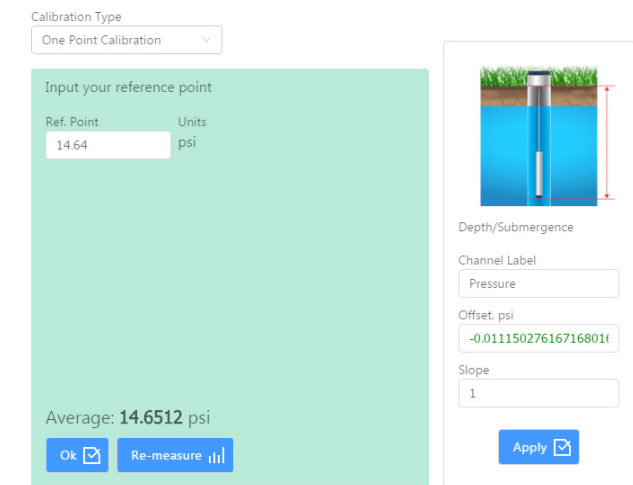 Calibration Type
One Point Calibration
Input your reference point
Ref. Point Units
14.64 psi
Average: 14.6512 psi
Ok Re-measure
Depth/Submergence
Channel Label
Pressure
Offset, psi
-0.011150276167168016
Slope
1
Apply